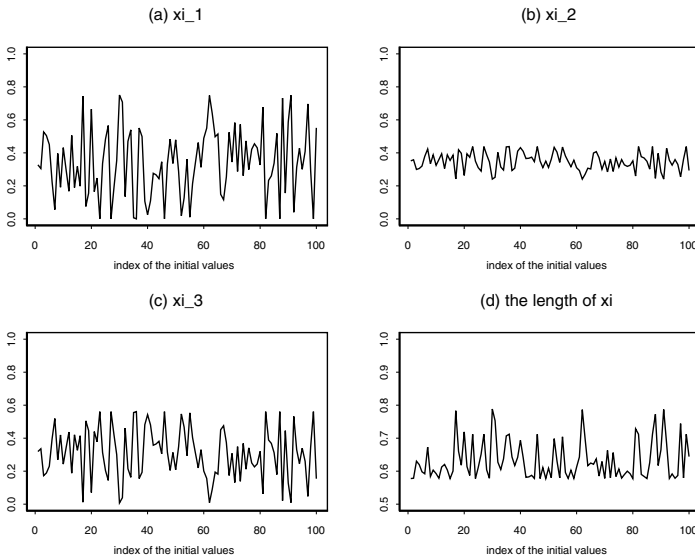 (a) xi_1
1.0
0.8
0.6
0.4
0.2
0.0
0 20 40 60 80 100
index of the initial values
(b) xi_2
1.0
0.8
0.6
0.4
0.2
0.0
0 20 40 60 80 100
index of the initial values
(c) xi_3
1.0
0.8
0.6
0.4
0.2
0.0
0 20 40 60 80 100
index of the initial values
(d) the length of xi
1.0
0.9
0.8
0.7
0.6
0.5
0 20 40 60 80 100
index of the initial values